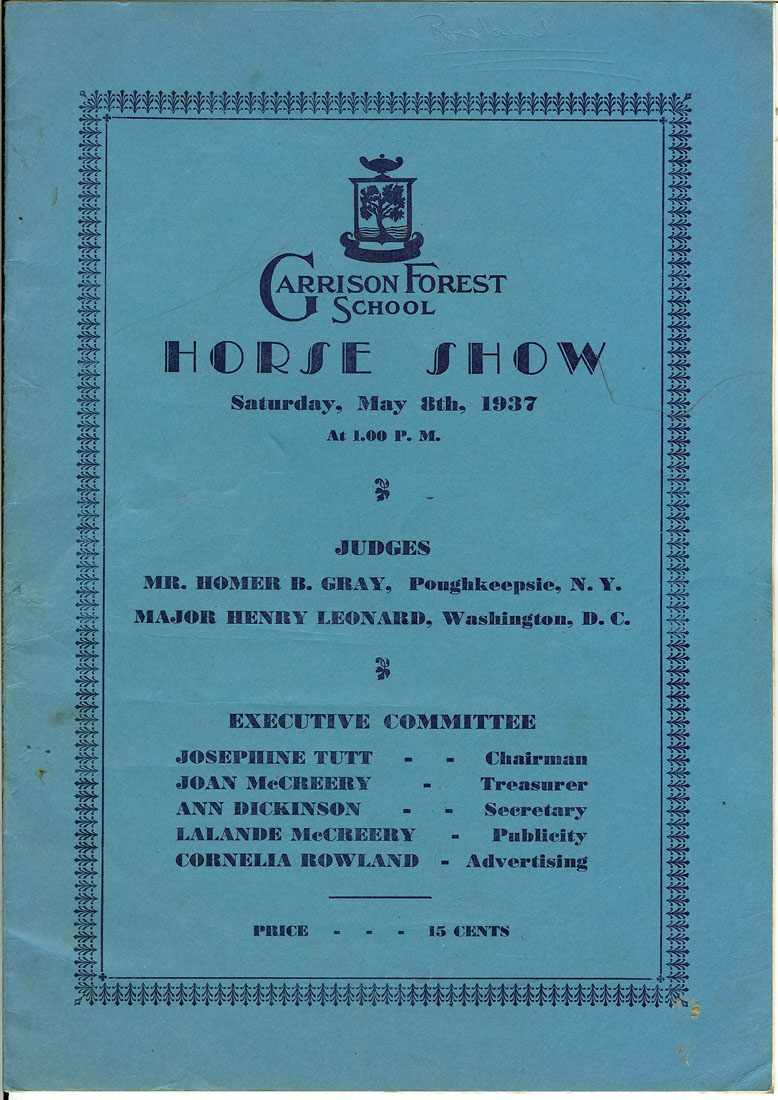 GARRISON FOREST
SCHOOL
HORSE SHOW
Saturday, May 8th, 1937
At 1.00 P. M.
JUDGES
MR. HOMER B. GRAY, Poughkeepsie, N. Y.
MAJOR HENRY LEONARD, Washington, D. C.
EXECUTIVE COMMITTEE
JOSEPHINE TUTT - - Chairman
JOAN McCREERY - Treasurer
ANN DICKINSON - - Secretary
LALANDE McCREERY - Publicity
CORNELIA ROWLAND - Advertising
PRICE - - - 15 CENTS